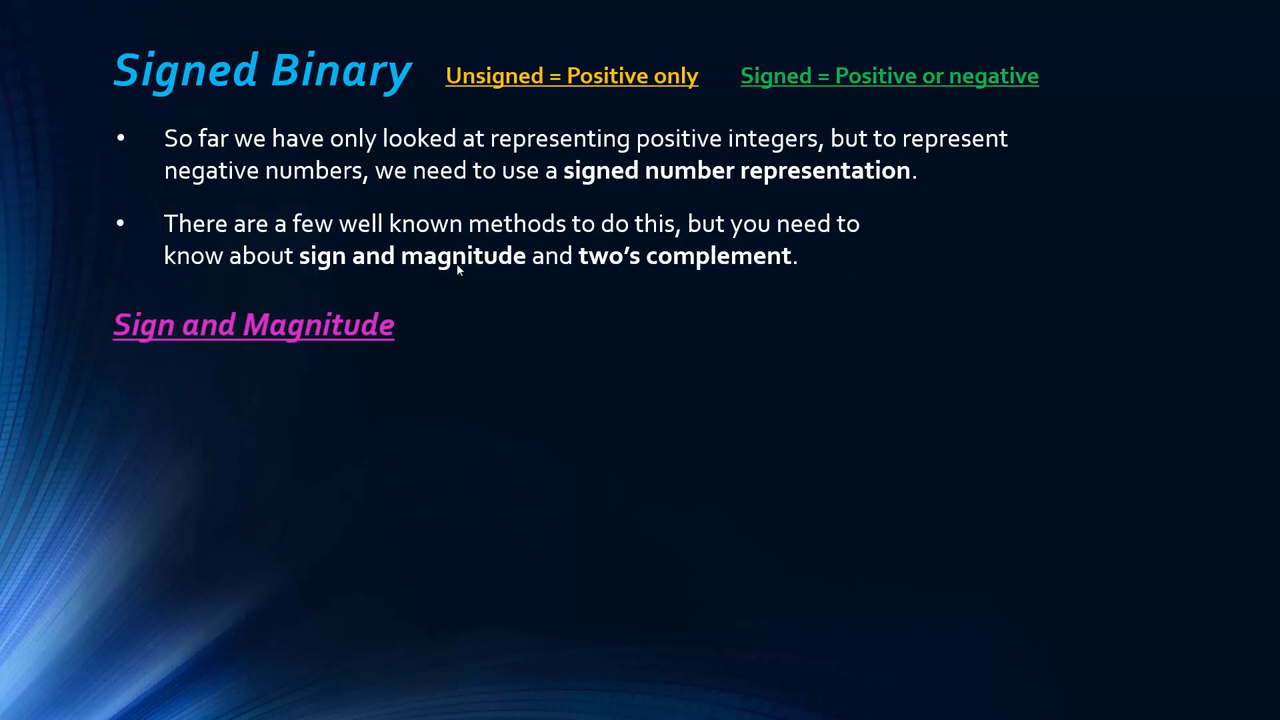 Signed Binary Unsigned = Positive only Signed = Positive or negative
• So far we have only looked at representing positive integers, but to represent
negative numbers, we need to use a signed number representation.
• There are a few well known methods to do this, but you need to
know about sign and magnitude and two's complement.
Sign and Magnitude